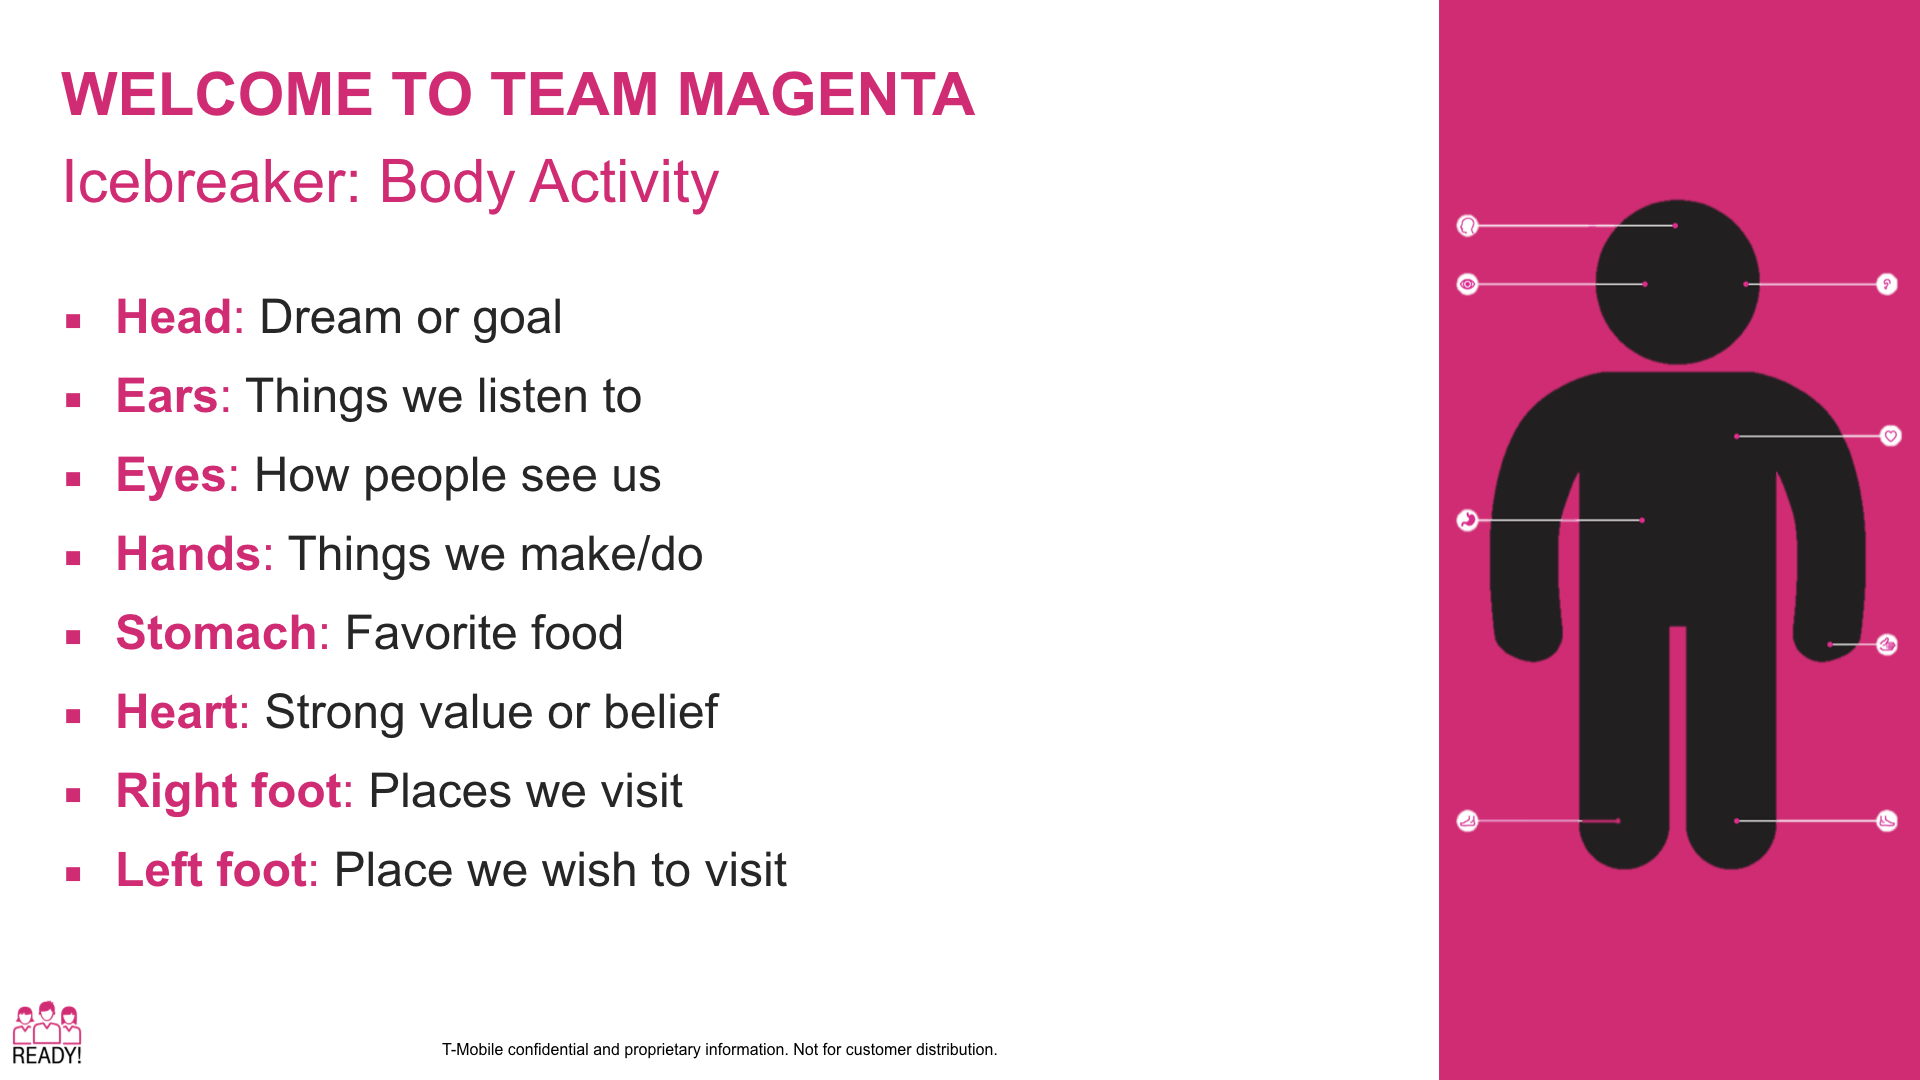 WELCOME TO TEAM MAGENTA
Icebreaker: Body Activity
▪ Head: Dream or goal
▪ Ears: Things we listen to
▪ Eyes: How people see us
▪ Hands: Things we make/do
▪ Stomach: Favorite food
▪ Heart: Strong value or belief
▪ Right foot: Places we visit
▪ Left foot: Place we wish to visit
READY!
T-Mobile confidential and proprietary information. Not for customer distribution.